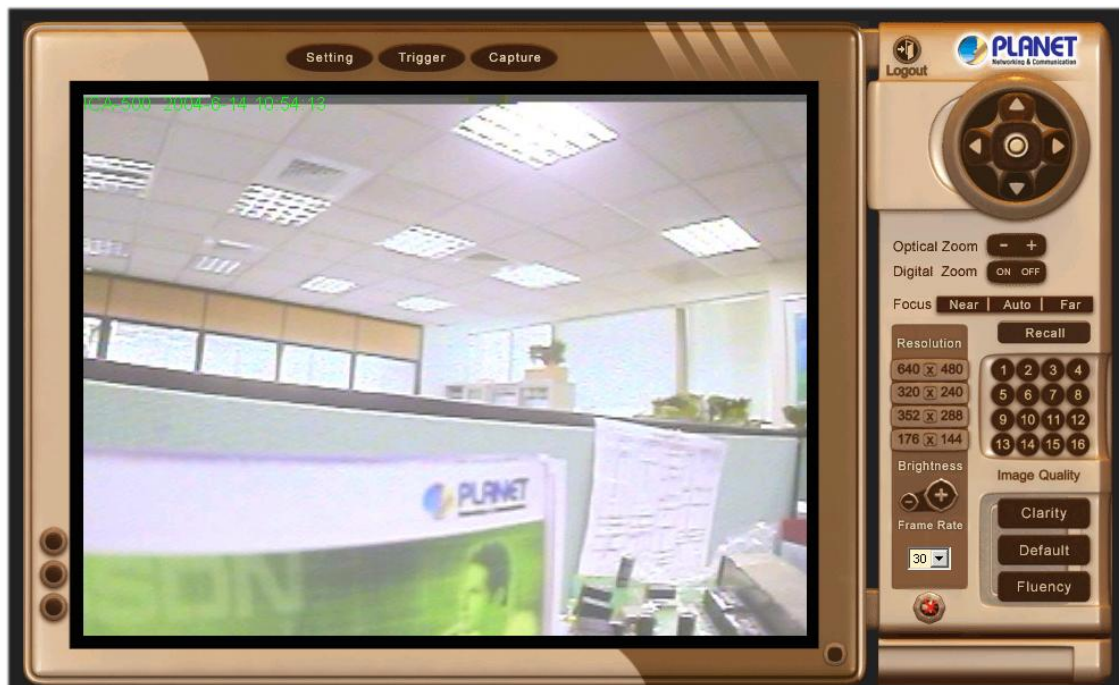 Setting Trigger Capture
Logout
PLANET
Networking & Communication
ICA-500 2004-6-14 10:54:13
Optical Zoom - +
Digital Zoom ON OFF
Focus Near | Auto | Far
Recall
Resolution
640 x 480
320 x 240
352 x 288
176 x 144
1 2 3 4
5 6 7 8
9 10 11 12
13 14 15 16
Brightness
- +
Frame Rate
30
Image Quality
Clarity
Default
Fluency
PLANET